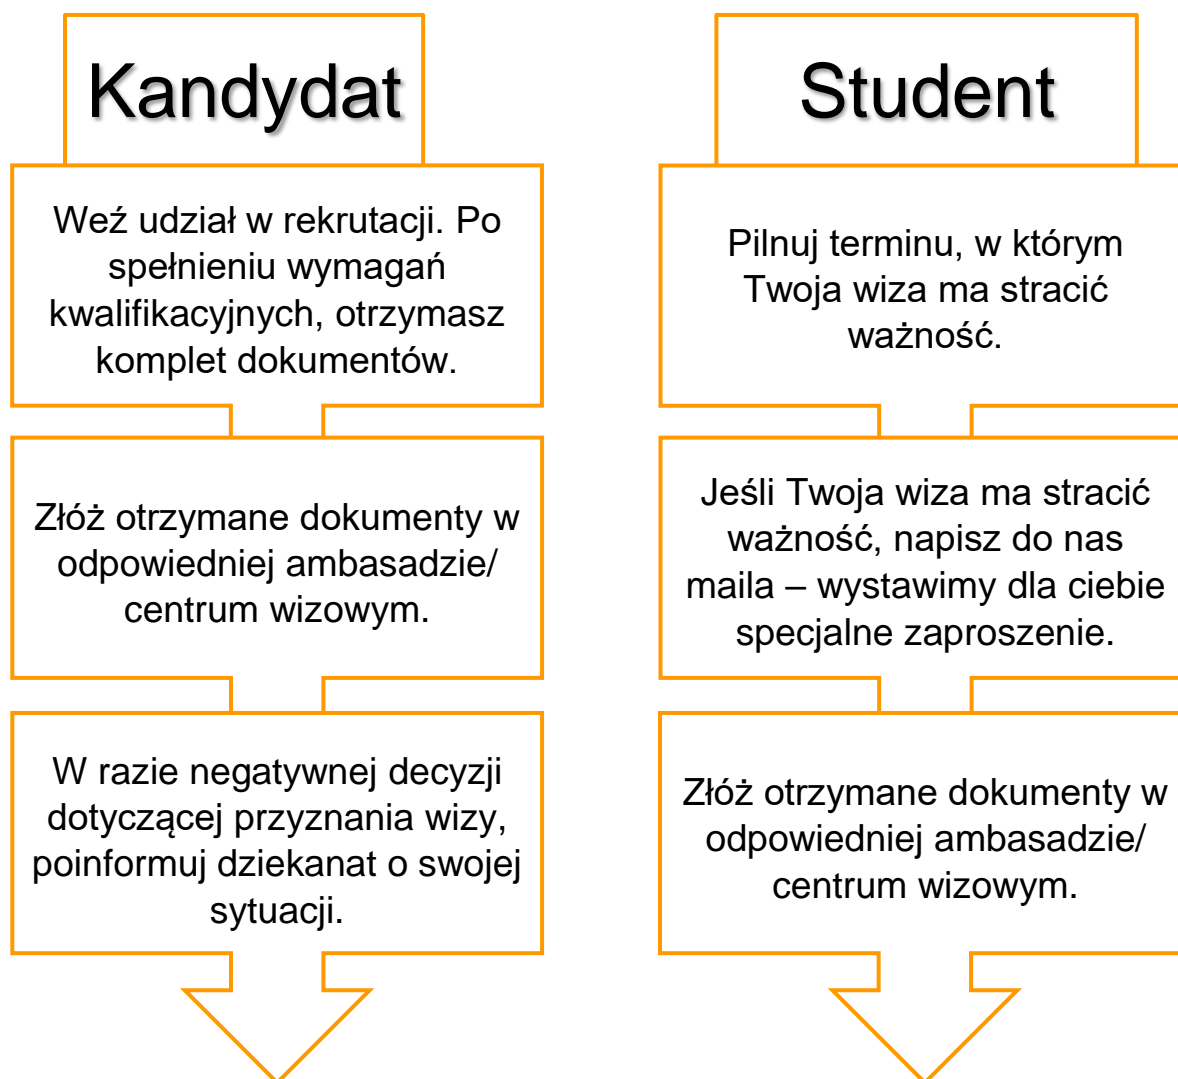 Kandydat
Weź udział w rekrutacji. Po
spełnieniu wymagań
kwalifikacyjnych, otrzymasz
komplet dokumentów.
Złóż otrzymane dokumenty w
odpowiedniej ambasadzie/
centrum wizowym.
W razie negatywnej decyzji
dotyczącej przyznania wizy,
poinformuj dziekanat o swojej
sytuacji.
Student
Pilnuj terminu, w którym
Twoja wiza ma stracić
ważność.
Jeśli Twoja wiza ma stracić
ważność, napisz do nas
maila – wystawimy dla ciebie
specjalne zaproszenie.
Złóż otrzymane dokumenty w
odpowiedniej ambasadzie/
centrum wizowym.